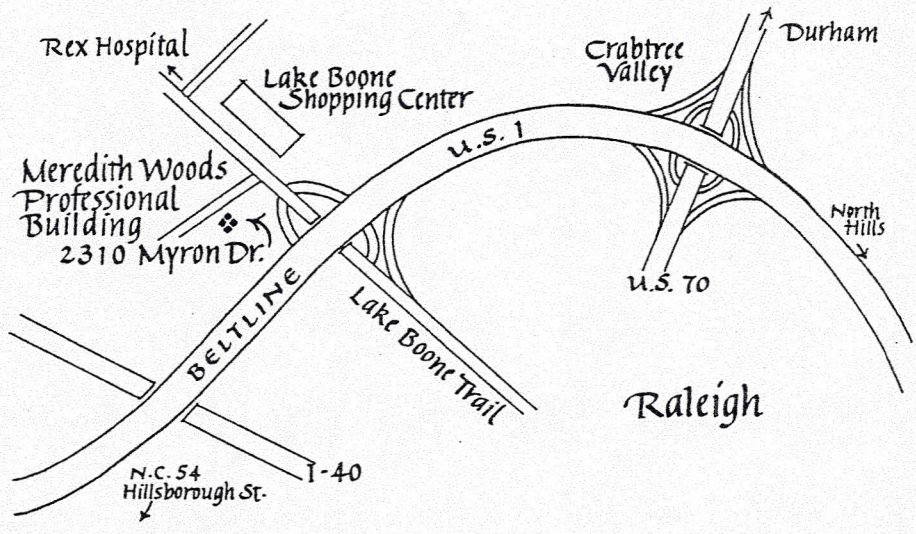 Rex Hospital
Lake Boone
Shopping Center
Crabtree
Valley
Durham
U.S. 1
Meredith Woods
Professional
Building
2310 Myron Dr.
North
Hills
U.S. 70
BELTLINE
Lake Boone Trail
Raleigh
N.C. 54
Hillsborough St.
I-40